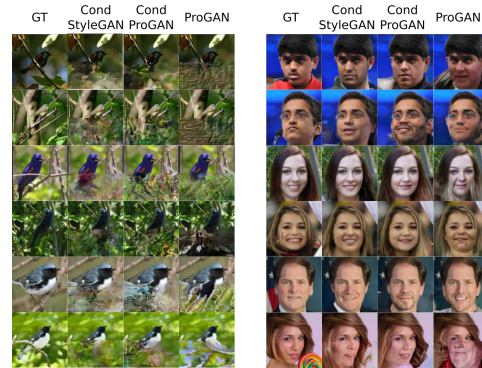 GT
Cond
StyleGAN
Cond
ProGAN
ProGAN
GT
Cond
StyleGAN
Cond
ProGAN
ProGAN